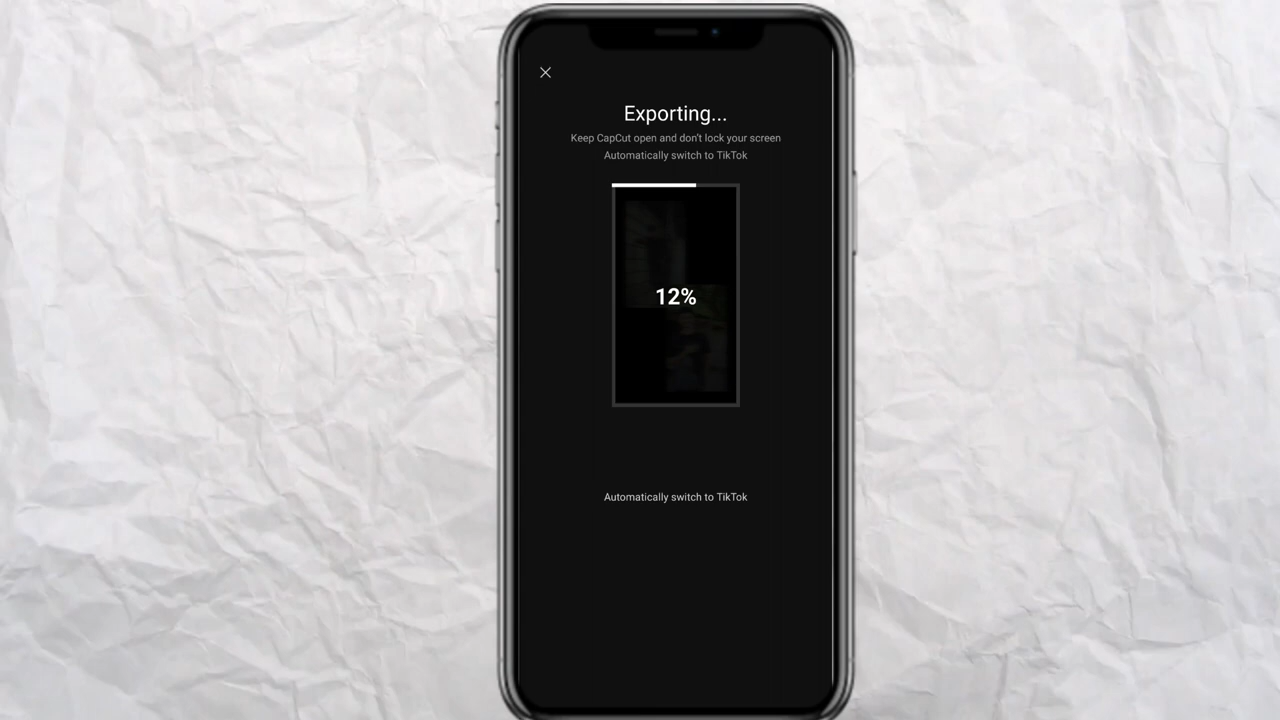 Exporting...
Keep CapCut open and don't lock your screen
Automatically switch to TikTok
12%
Automatically switch to TikTok